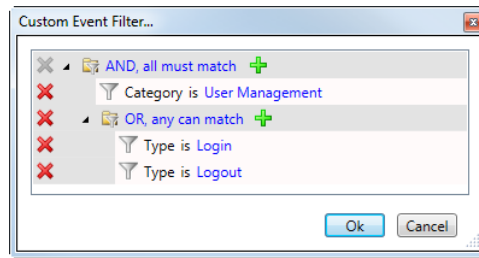 Custom Event Filter...
AND, all must match
Category is User Management
OR, any can match
Type is Login
Type is Logout
Ok Cancel